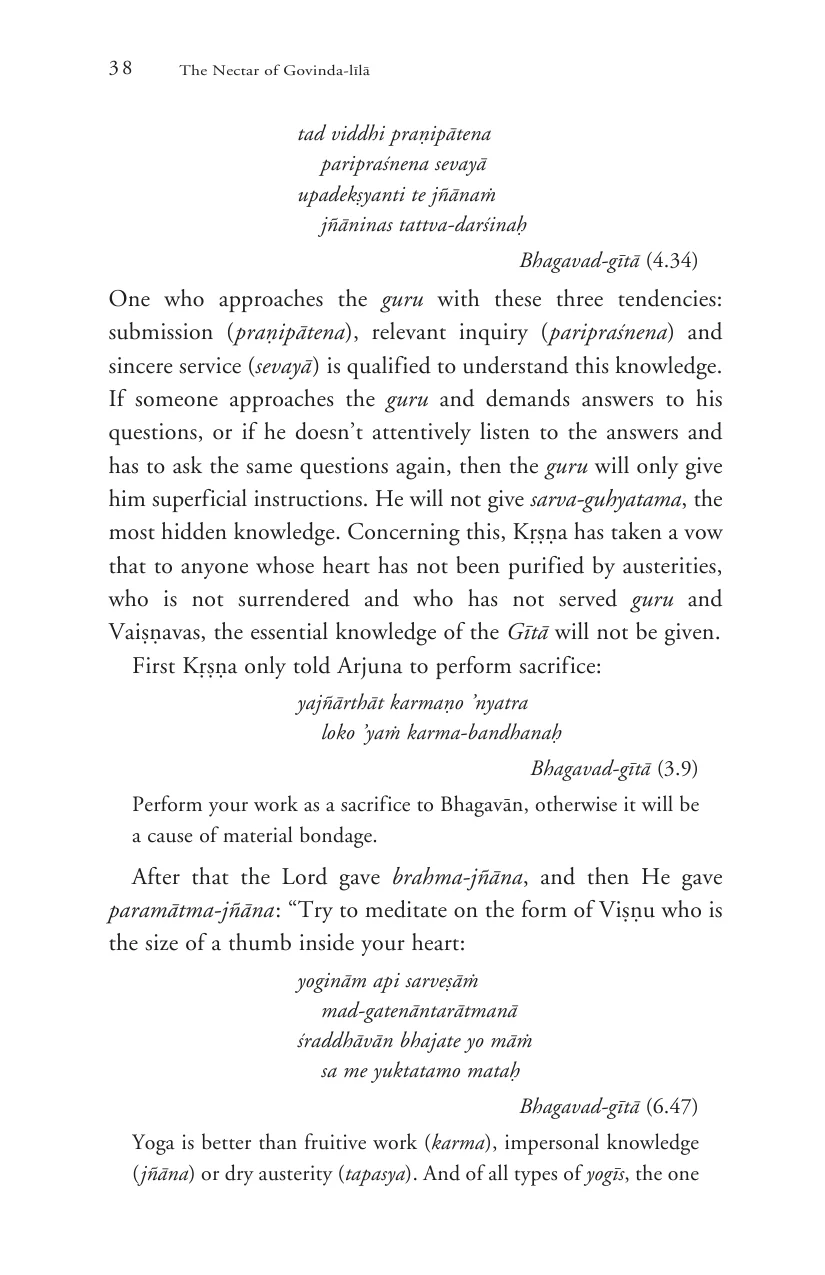 38 The Nectar of Govinda-līlā
tad viddhi praṇipātena
paripraśnena sevayā
upadekṣyanti te jñānaṁ
jñāninas tattva-darśinaḥ
Bhagavad-gītā (4.34)
One who approaches the guru with these three tendencies:
submission (praṇipātena), relevant inquiry (paripraśnena) and
sincere service (sevayā) is qualified to understand this knowledge.
If someone approaches the guru and demands answers to his
questions, or if he doesn’t attentively listen to the answers and
has to ask the same questions again, then the guru will only give
him superficial instructions. He will not give sarva-guhyatama, the
most hidden knowledge. Concerning this, Kṛṣṇa has taken a vow
that to anyone whose heart has not been purified by austerities,
who is not surrendered and who has not served guru and
Vaiṣṇavas, the essential knowledge of the Gītā will not be given.
First Kṛṣṇa only told Arjuna to perform sacrifice:
yajñārthāt karmaṇo ’nyatra
loko ’yaṁ karma-bandhanaḥ
Bhagavad-gītā (3.9)
Perform your work as a sacrifice to Bhagavān, otherwise it will be
a cause of material bondage.
After that the Lord gave brahma-jñāna, and then He gave
paramātma-jñāna: “Try to meditate on the form of Viṣṇu who is
the size of a thumb inside your heart:
yoginām api sarveṣāṁ
mad-gatenāntarātmanā
śraddhāvān bhajate yo māṁ
sa me yuktatamo mataḥ
Bhagavad-gītā (6.47)
Yoga is better than fruitive work (karma), impersonal knowledge
(jñāna) or dry austerity (tapasya). And of all types of yogīs, the one